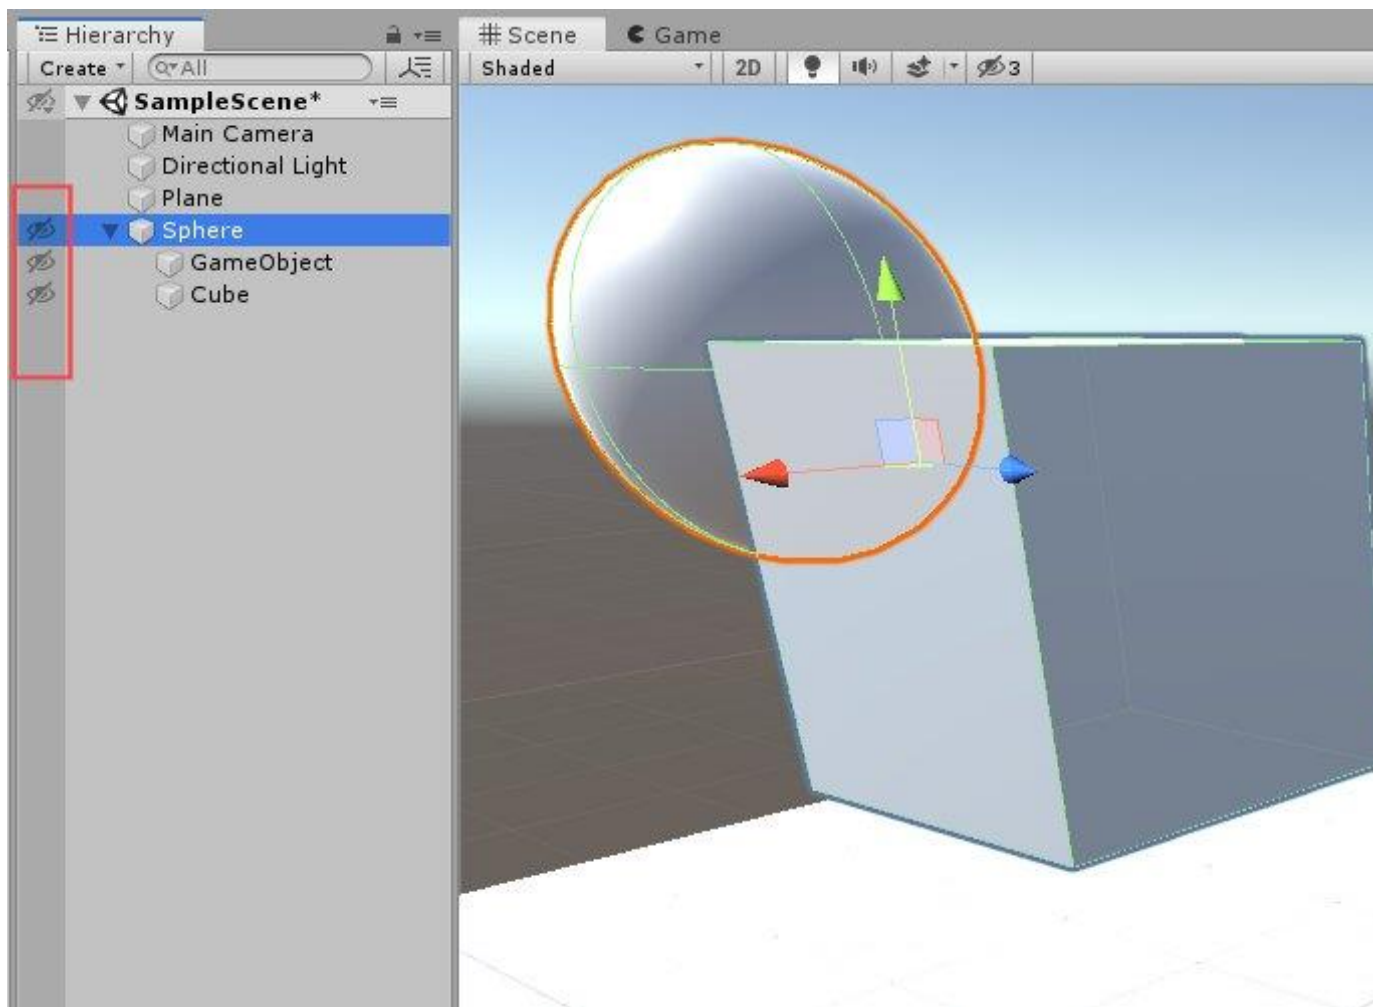 Hierarchy
Create All
SampleScene*
Main Camera
Directional Light
Plane
Sphere
GameObject
Cube
Scene Game
Shaded 2D 3